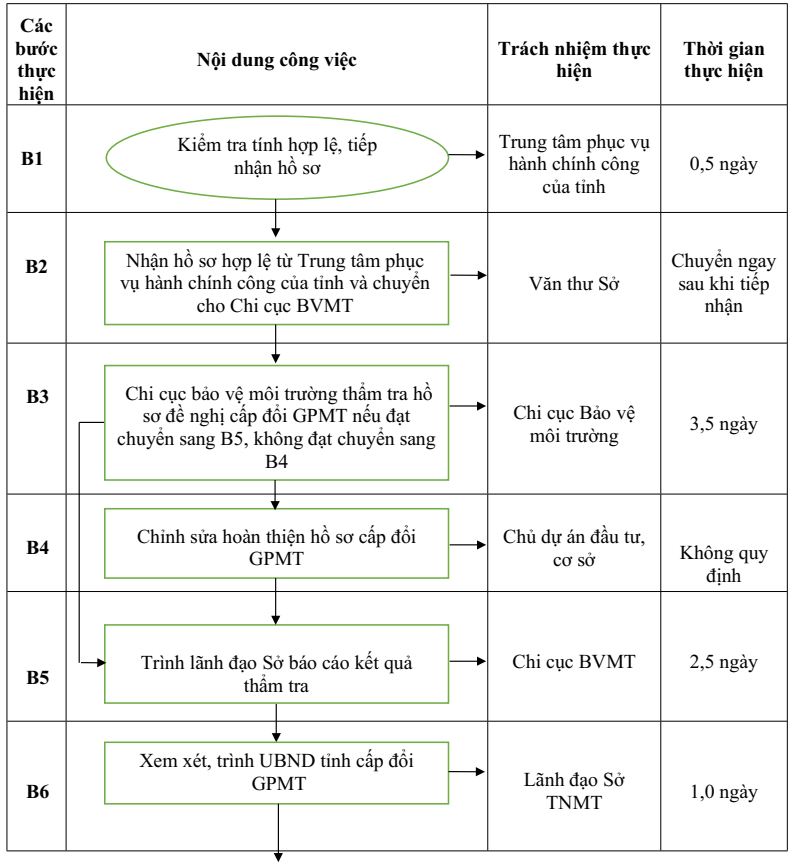 Các
bước
thực
hiện
Nội dung công việc
Trách nhiệm thực
hiện
Thời gian
thực hiện
B1
Kiểm tra tính hợp lệ, tiếp
nhận hồ sơ
Trung tâm phục vụ
hành chính công
của tỉnh
0,5 ngày
B2
Nhận hồ sơ hợp lệ từ Trung tâm phục
vụ hành chính công của tỉnh và chuyển
cho Chi cục BVMT
Văn thư Sở
Chuyển ngay
sau khi tiếp
nhận
B3
Chi cục bảo vệ môi trường thẩm tra hồ
sơ đề nghị cấp đổi GPMT nếu đạt
chuyển sang B5, không đạt chuyển sang
B4
Chi cục Bảo vệ
môi trường
3,5 ngày
B4
Chỉnh sửa hoàn thiện hồ sơ cấp đổi
GPMT
Chủ dự án đầu tư,
cơ sở
Không quy
định
B5
Trình lãnh đạo Sở báo cáo kết quả
thẩm tra
Chi cục BVMT
2,5 ngày
B6
Xem xét, trình UBND tỉnh cấp đổi
GPMT
Lãnh đạo Sở
TNMT
1,0 ngày